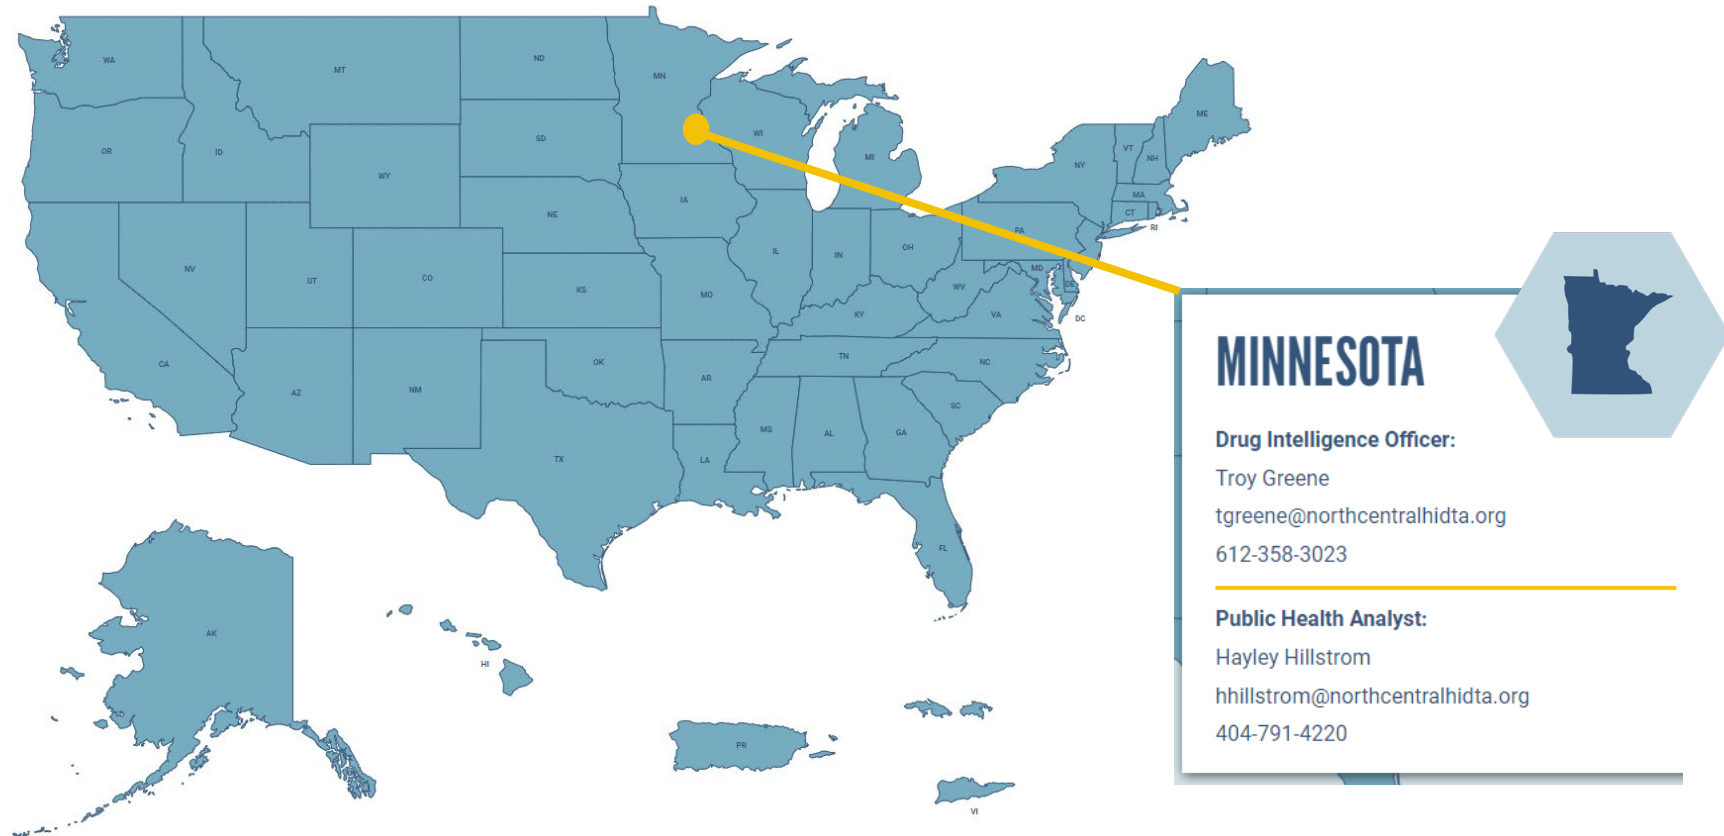 WA
MT
ND
MN
OR
ID
SD
WI
MI
ME
VT
NH
NY
WY
MA
IA
NE
CT
RI
PA
NV
UT
CO
IL
IN
OH
MD
DE
KS
MO
WV
KY
VA
DC
CA
AZ
NM
OK
AR
TN
NC
SC
MS
AL
GA
TX
LA
FL
AK
HI
PR
VI
MINNESOTA
Drug Intelligence Officer:
Troy Greene
tgreene@northcentralhidta.org
612-358-3023
Public Health Analyst:
Hayley Hillstrom
hhillstrom@northcentralhidta.org
404-791-4220